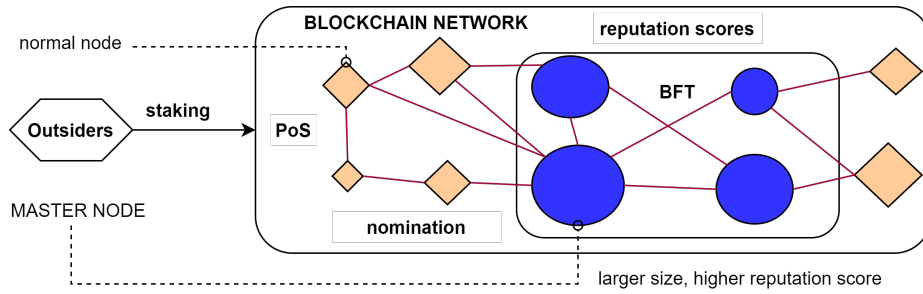 BLOCKCHAIN NETWORK
reputation scores
normal node
BFT
staking
Outsiders
PoS
MASTER NODE
nomination
larger size, higher reputation score